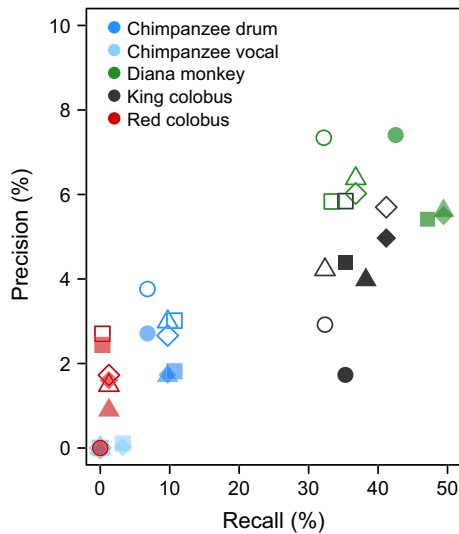 Chimpanzee drum
Chimpanzee vocal
Diana monkey
King colobus
Red colobus
Precision (%)
10
8
6
4
2
0
0 10 20 30 40 50
Recall (%)